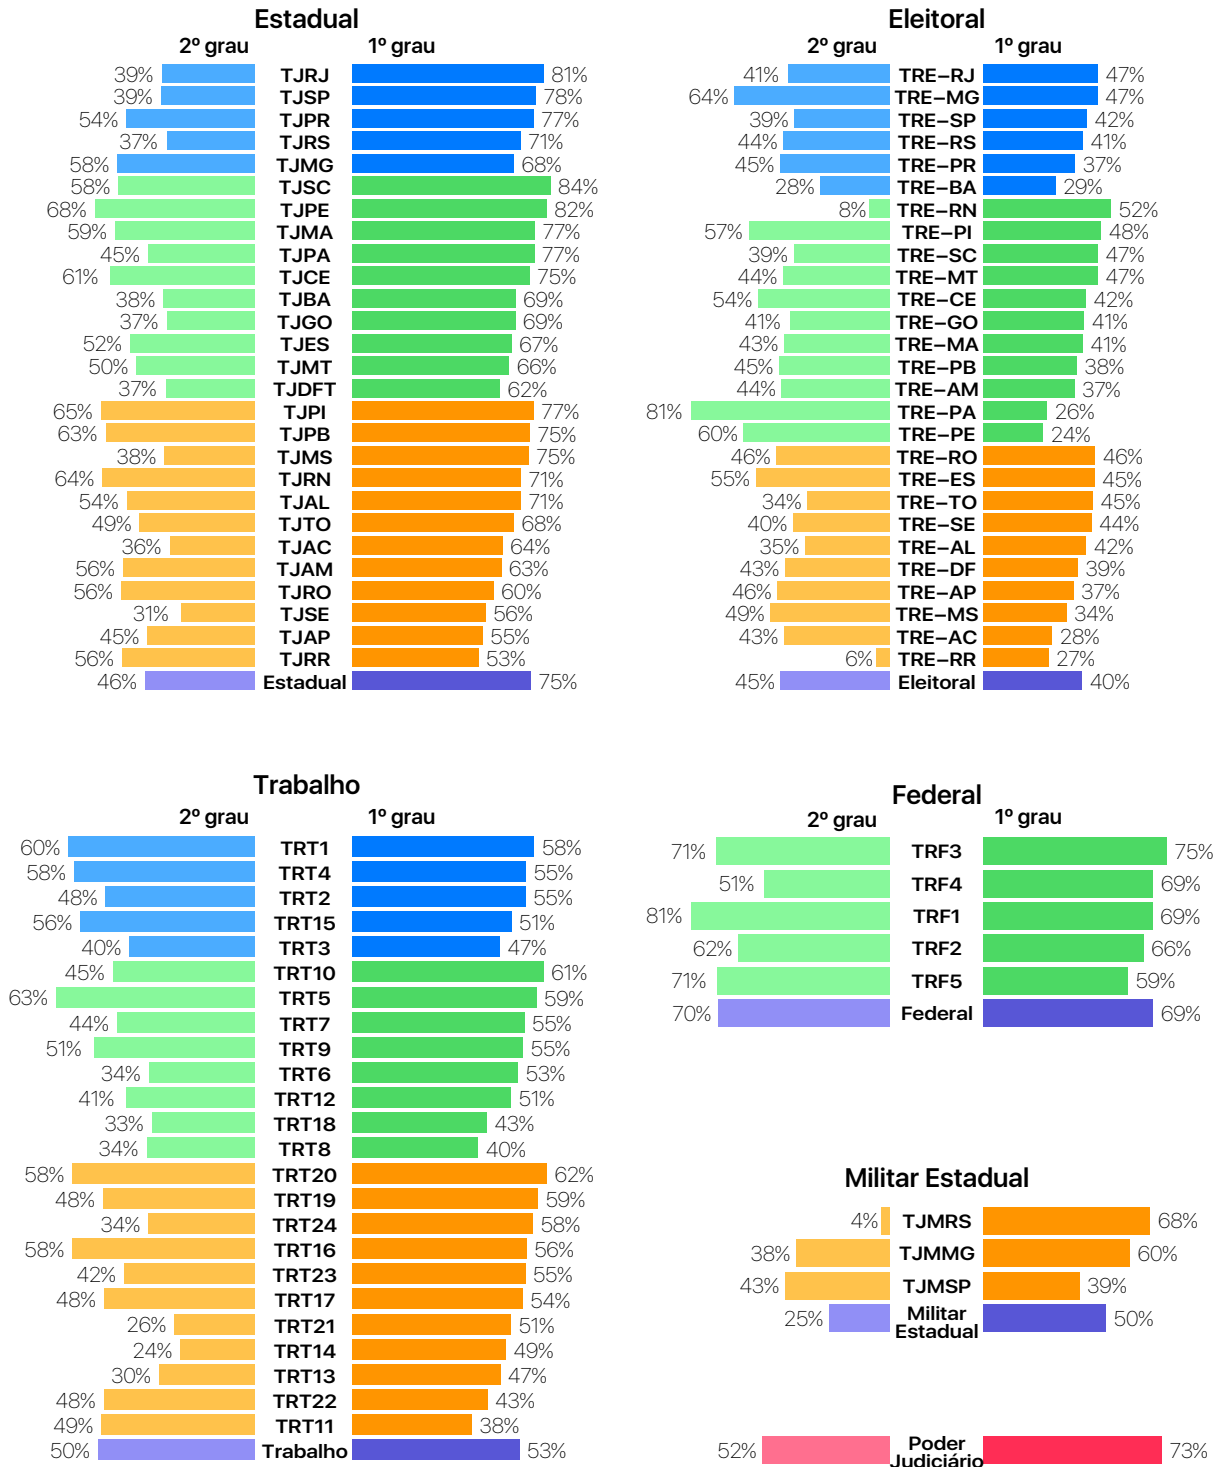 Estadual
2º grau 1º grau
39% TJRJ 81%
39% TJSP 78%
54% TJPR 77%
37% TJRS 71%
58% TJMG 68%
58% TJSC 84%
68% TJPE 82%
59% TJMA 77%
45% TJPA 77%
61% TJCE 75%
38% TJBA 69%
37% TJGO 69%
52% TJES 67%
50% TJMT 66%
37% TJDFT 62%
65% TJPI 77%
63% TJPB 75%
38% TJMS 75%
64% TJRN 71%
54% TJAL 71%
49% TJTO 68%
36% TJAC 64%
56% TJAM 63%
56% TJRO 60%
31% TJSE 56%
45% TJAP 55%
56% TJRR 53%
46% Estadual 75%
Eleitoral
2º grau 1º grau
41% TRE–RJ 47%
64% TRE–MG 47%
39% TRE–SP 42%
44% TRE–RS 41%
45% TRE–PR 37%
28% TRE–BA 29%
8% TRE–RN 52%
57% TRE–PI 48%
39% TRE–SC 47%
44% TRE–MT 47%
54% TRE–CE 42%
41% TRE–GO 41%
43% TRE–MA 41%
45% TRE–PB 38%
44% TRE–AM 37%
81% TRE–PA 26%
60% TRE–PE 24%
46% TRE–RO 46%
55% TRE–ES 45%
34% TRE–TO 45%
40% TRE–SE 44%
35% TRE–AL 42%
43% TRE–DF 39%
46% TRE–AP 37%
49% TRE–MS 34%
43% TRE–AC 28%
6% TRE–RR 27%
45% Eleitoral 40%
Trabalho
2º grau 1º grau
60% TRT1 58%
58% TRT4 55%
48% TRT2 55%
56% TRT15 51%
40% TRT3 47%
45% TRT10 61%
63% TRT5 59%
44% TRT7 55%
51% TRT9 55%
34% TRT6 53%
41% TRT12 51%
33% TRT18 43%
34% TRT8 40%
58% TRT20 62%
48% TRT19 59%
34% TRT24 58%
58% TRT16 56%
42% TRT23 55%
48% TRT17 54%
26% TRT21 51%
24% TRT14 49%
30% TRT13 47%
48% TRT22 43%
49% TRT11 38%
50% Trabalho 53%
Federal
2º grau 1º grau
71% TRF3 75%
51% TRF4 69%
81% TRF1 69%
62% TRF2 66%
71% TRF5 59%
70% Federal 69%
Militar Estadual
4% TJMRS 68%
38% TJMMG 60%
43% TJMSP 39%
25% Militar 50%
Estadual
52% Poder 73%
Judiciário